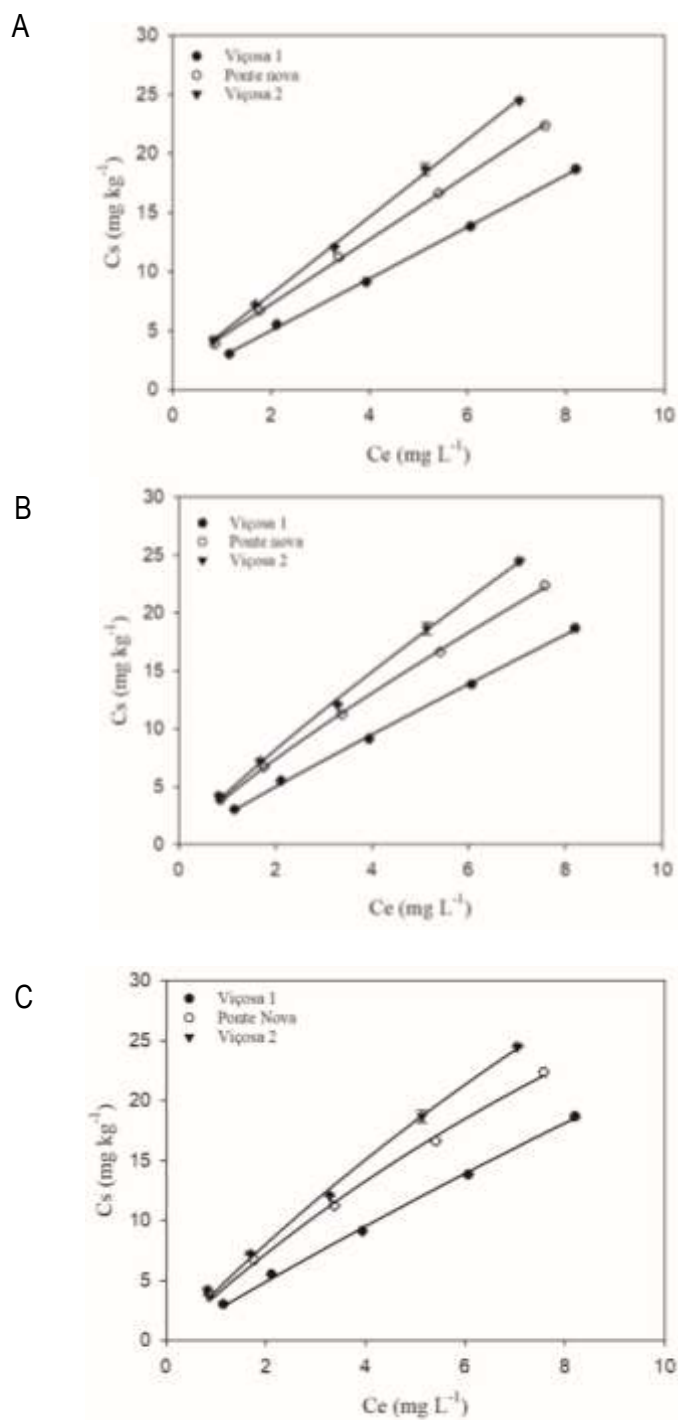 A
30
25
20
15
10
5
0
Cs (mg kg⁻¹)
Viçosa 1
Ponte nova
Viçosa 2
0 2 4 6 8 10
Ce (mg L⁻¹)
B
30
25
20
15
10
5
0
Cs (mg kg⁻¹)
Viçosa 1
Ponte nova
Viçosa 2
0 2 4 6 8 10
Ce (mg L⁻¹)
C
30
25
20
15
10
5
0
Cs (mg kg⁻¹)
Viçosa 1
Ponte Nova
Viçosa 2
0 2 4 6 8 10
Ce (mg L⁻¹)